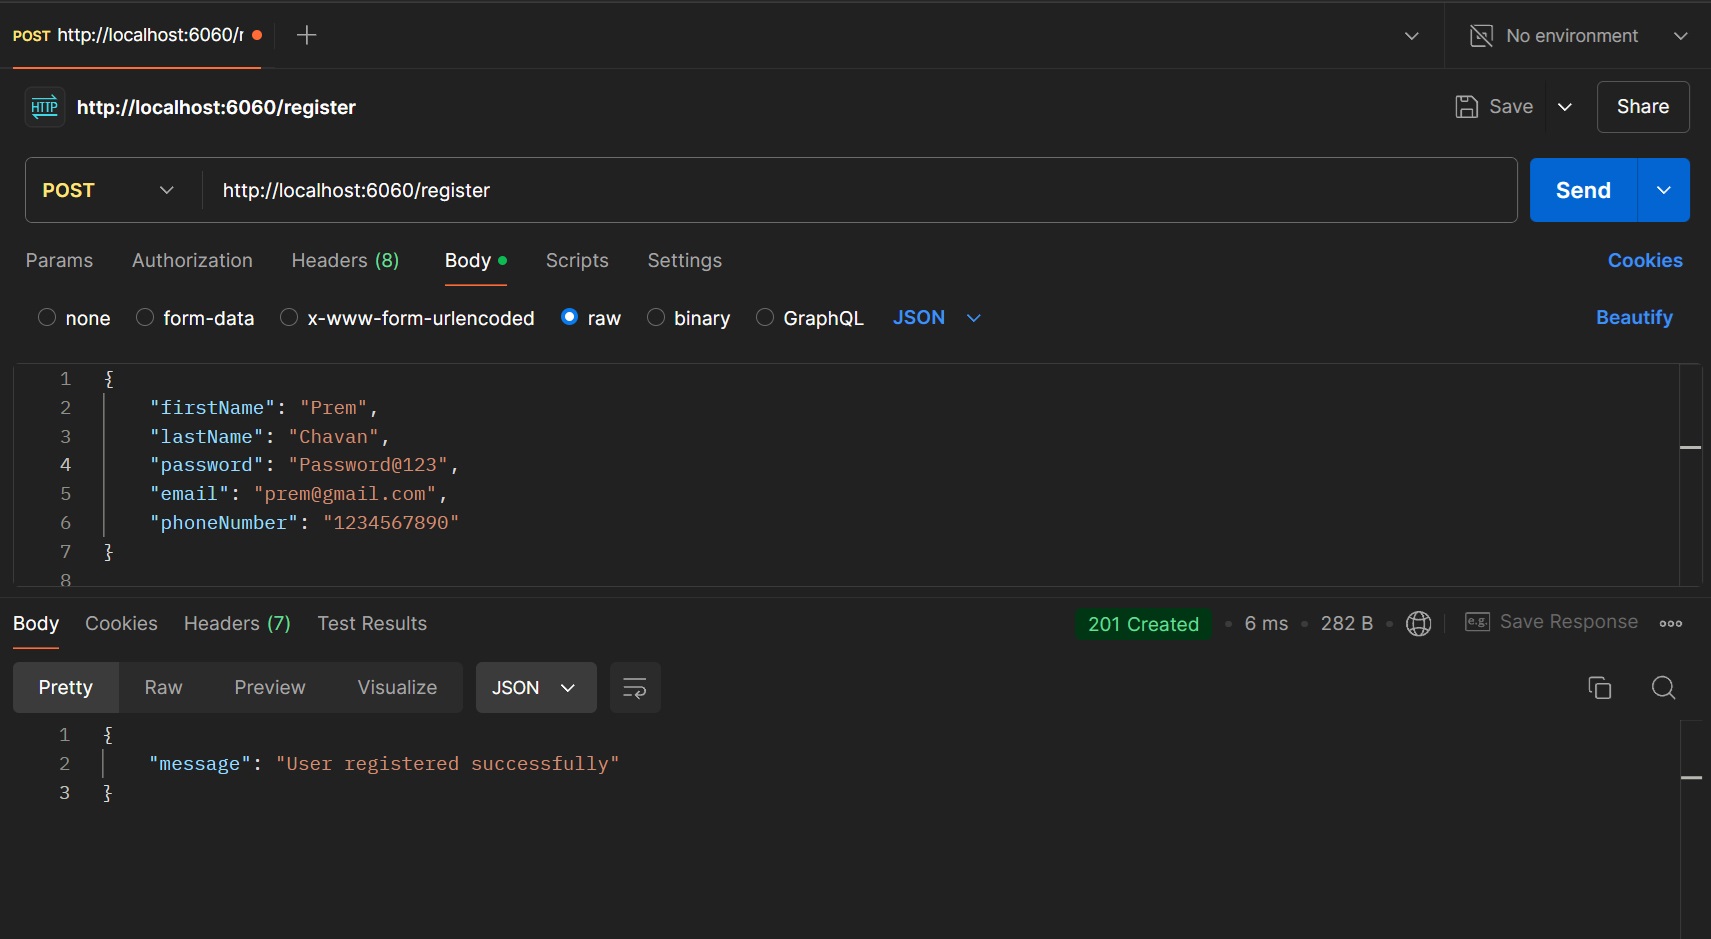 POST http://localhost:6060/r
No environment
HTTP http://localhost:6060/register
Save
Share
POST http://localhost:6060/register
Send
Params Authorization Headers (8) Body Scripts Settings Cookies
none form-data x-www-form-urlencoded raw binary GraphQL JSON Beautify
1 {
2 "firstName": "Prem",
3 "lastName": "Chavan",
4 "password": "Password@123",
5 "email": "prem@gmail.com",
6 "phoneNumber": "1234567890"
7 }
8
Body Cookies Headers (7) Test Results 201 Created • 6 ms • 282 B • e.g. Save Response
Pretty Raw Preview Visualize JSON
1 {
2 "message": "User registered successfully"
3 }